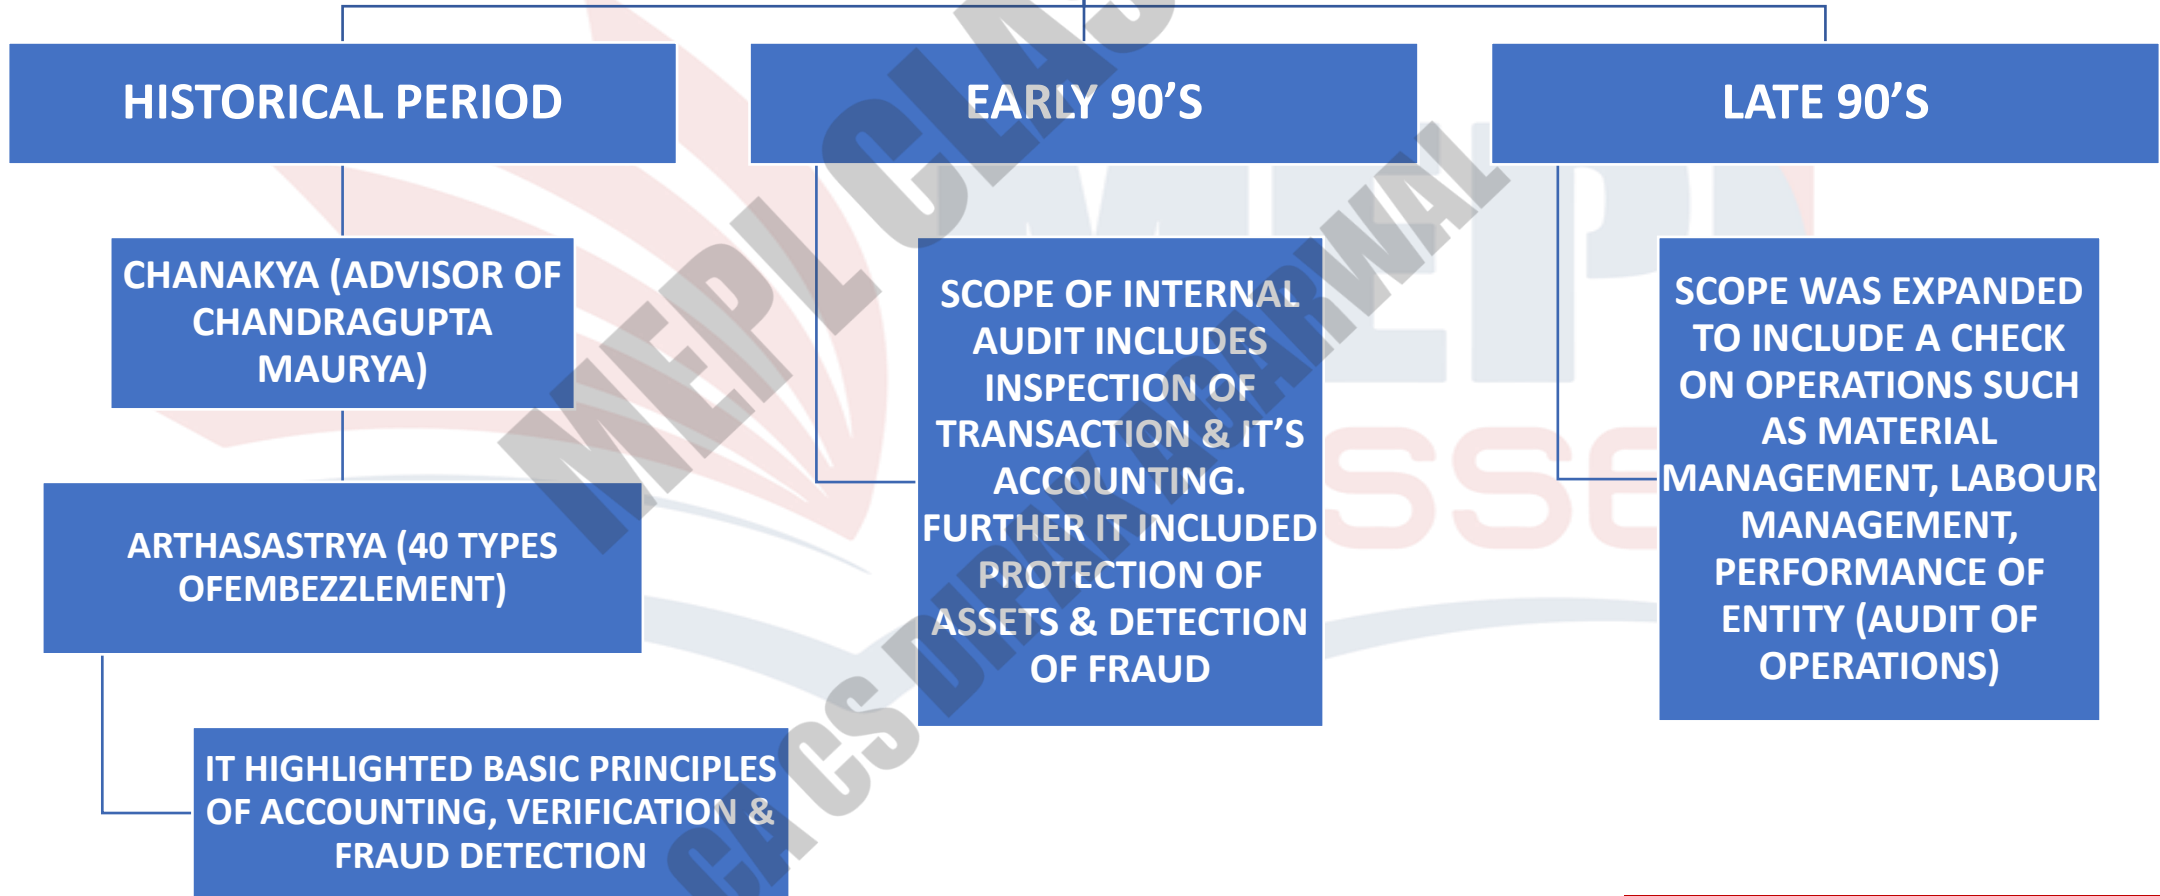 HISTORICAL PERIOD
CHANAKYA (ADVISOR OF
CHANDRAGUPTA
MAURYA)
ARTHASASTRYA (40 TYPES
OFEMBEZZLEMENT)
IT HIGHLIGHTED BASIC PRINCIPLES
OF ACCOUNTING, VERIFICATION &
FRAUD DETECTION
EARLY 90’S
SCOPE OF INTERNAL
AUDIT INCLUDES
INSPECTION OF
TRANSACTION & IT’S
ACCOUNTING.
FURTHER IT INCLUDED
PROTECTION OF
ASSETS & DETECTION
OF FRAUD
LATE 90’S
SCOPE WAS EXPANDED
TO INCLUDE A CHECK
ON OPERATIONS SUCH
AS MATERIAL
MANAGEMENT, LABOUR
MANAGEMENT,
PERFORMANCE OF
ENTITY (AUDIT OF
OPERATIONS)
MEPL CLAS
CA CS DIPAK AGARWAL